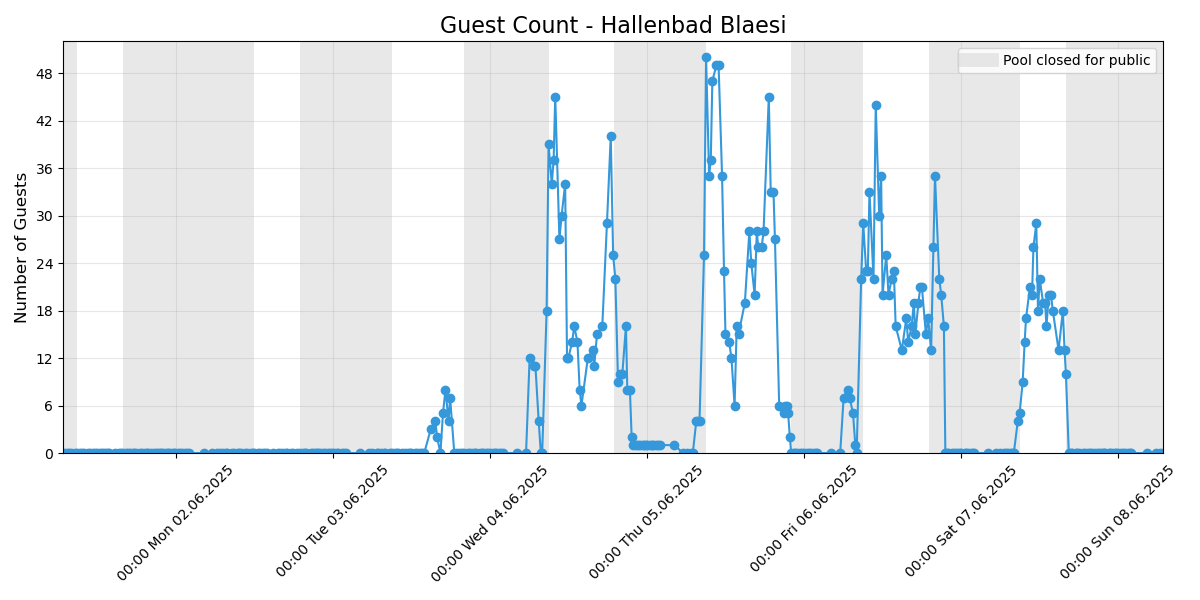 Guest Count - Hallenbad Blaesi
Pool closed for public
Number of Guests
48
42
36
30
24
18
12
6
0
00:00 Mon 02.06.2025
00:00 Tue 03.06.2025
00:00 Wed 04.06.2025
00:00 Thu 05.06.2025
00:00 Fri 06.06.2025
00:00 Sat 07.06.2025
00:00 Sun 08.06.2025